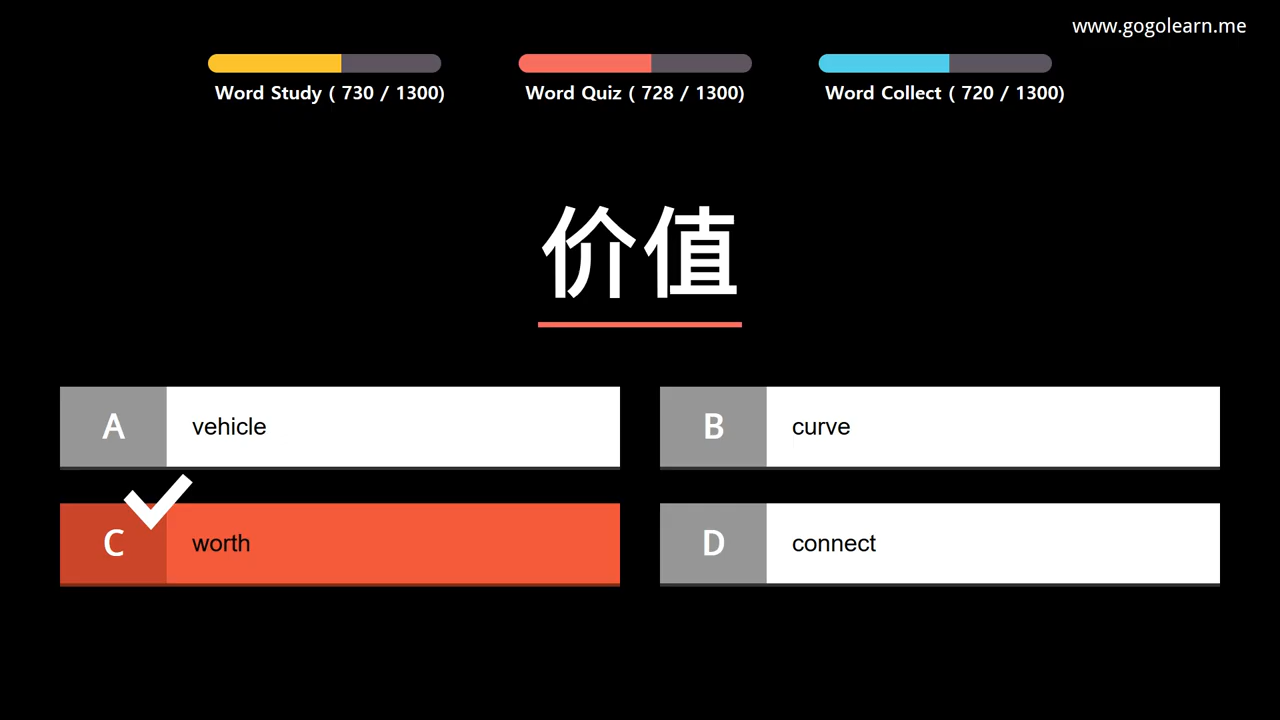 www.gogolearn.me
Word Study ( 730 / 1300)
Word Quiz ( 728 / 1300)
Word Collect ( 720 / 1300)
价值
A vehicle
B curve
C worth
D connect